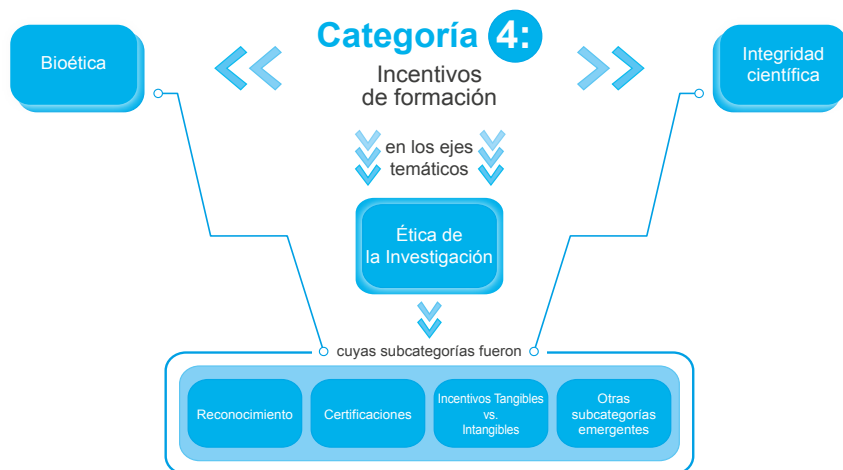 Categoría 4:
Bioética
Integridad
científica
Incentivos
de formación
en los ejes
temáticos
Ética de
la Investigación
cuyas subcategorías fueron
Reconocimiento
Certificaciones
Incentivos Tangibles
vs.
Intangibles
Otras
subcategorías
emergentes